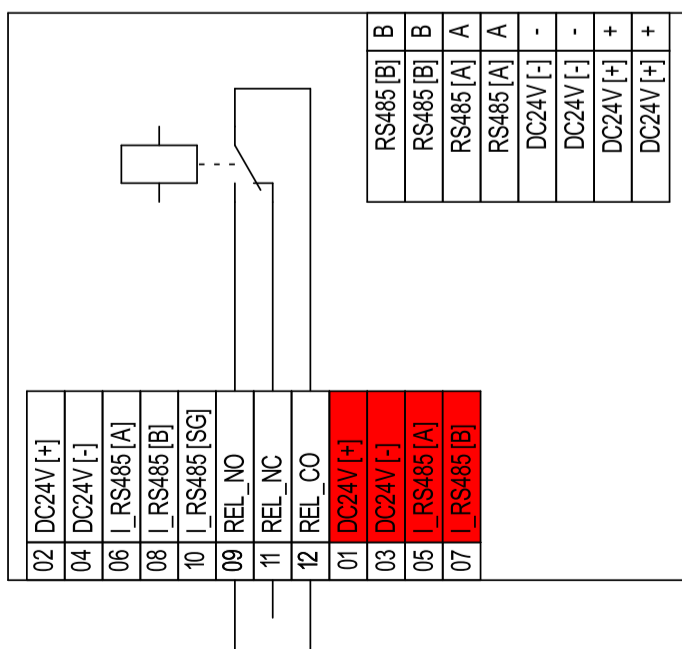 RS485 [B] B
RS485 [B] B
RS485 [A] A
RS485 [A] A
DC24V [-] -
DC24V [-] -
DC24V [+] +
DC24V [+] +
02 DC24V [+]
04 DC24V [-]
06 I_RS485 [A]
08 I_RS485 [B]
10 I_RS485 [SG]
09 REL_NO
11 REL_NC
12 REL_CO
01 DC24V [+]
03 DC24V [-]
05 I_RS485 [A]
07 I_RS485 [B]